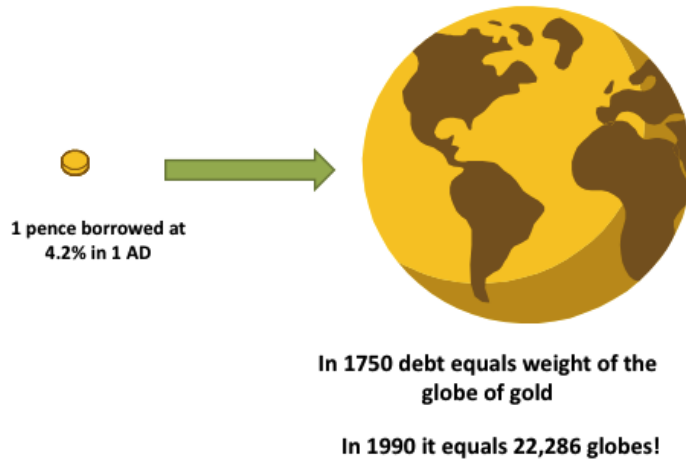 1 pence borrowed at
4.2% in 1 AD
In 1750 debt equals weight of the
globe of gold
In 1990 it equals 22,286 globes!